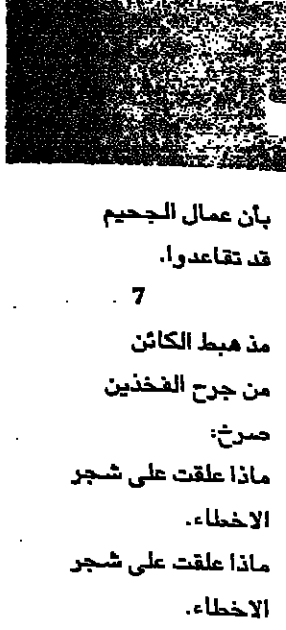 بأن عمال الجحيم
قد تقاعدوا.
7
مذ هبط الكائن
من جرح الفخذين
صرخ:
ماذا علقت على شجر
الاخطاء.
ماذا علقت على شجر
الاخطاء.